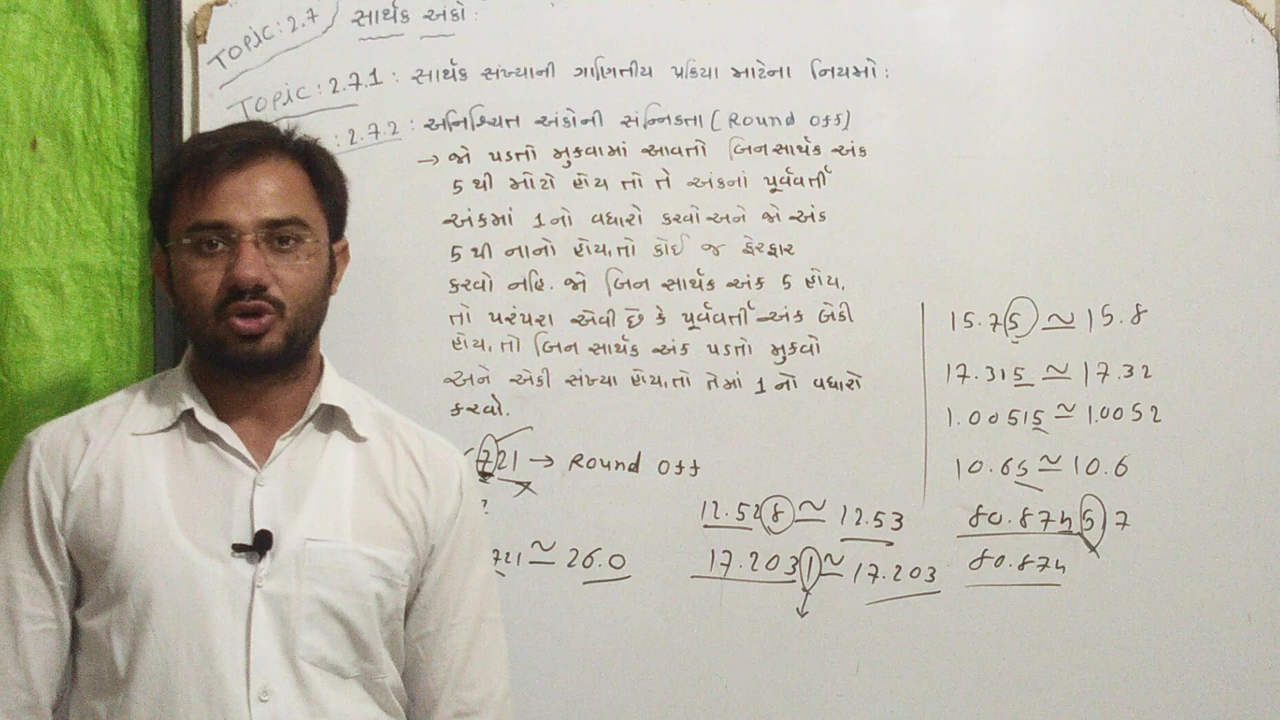 Topic: 2.7 સાર્થક અંકો:
Topic: 2.7.1: સાર્થક સંખ્યાની ગાણિતીય પ્રક્રિયા માટેના નિયમો:
: 2.7.2: અનિશ્ચિત અંકોની સંન્નિકતા (Round off)
→ જો પડતો મુકવામાં આવતો બિનસાર્થક અંક
5 થી મોટો હોય તો તે અંકનાં પૂર્વવર્તી
અંકમાં 1 નો વધારો કરવો અને જો અંક
5 થી નાનો હોય, તો કોઈ જ ફેરફાર
કરવો નહિ. જો બિન સાર્થક અંક 5 હોય,
તો પરંપરા એવી છે કે પૂર્વવર્તી અંક બેકી
હોય, તો બિન સાર્થક અંક પડતો મુકવો
અને એકી સંખ્યા હોય, તો તેમાં 1 નો વધારો
કરવો.
721 → Round off
?
721 ≃ 26.0
12.528 ≃ 12.53
17.2031 ≃ 17.203
15.75 ≃ 15.8
17.315 ≃ 17.32
1.00515 ≃ 1.0052
10.65 ≃ 10.6
80.87457
80.874